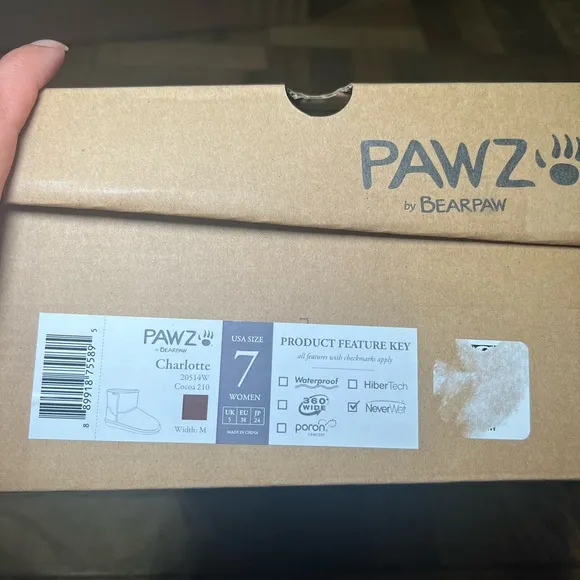 PAWZ
by BEARPAW
8 89918 75589 5
PAWZ
by BEARPAW
Charlotte
20514W
Cocoa 210
Width: M
USA SIZE
7
WOMEN
UK EU JP
5 38 24
MADE IN CHINA
PRODUCT FEATURE KEY
all features with checkmarks apply
Waterproof
HiberTech
360°
WIDE
NeverWet
poron